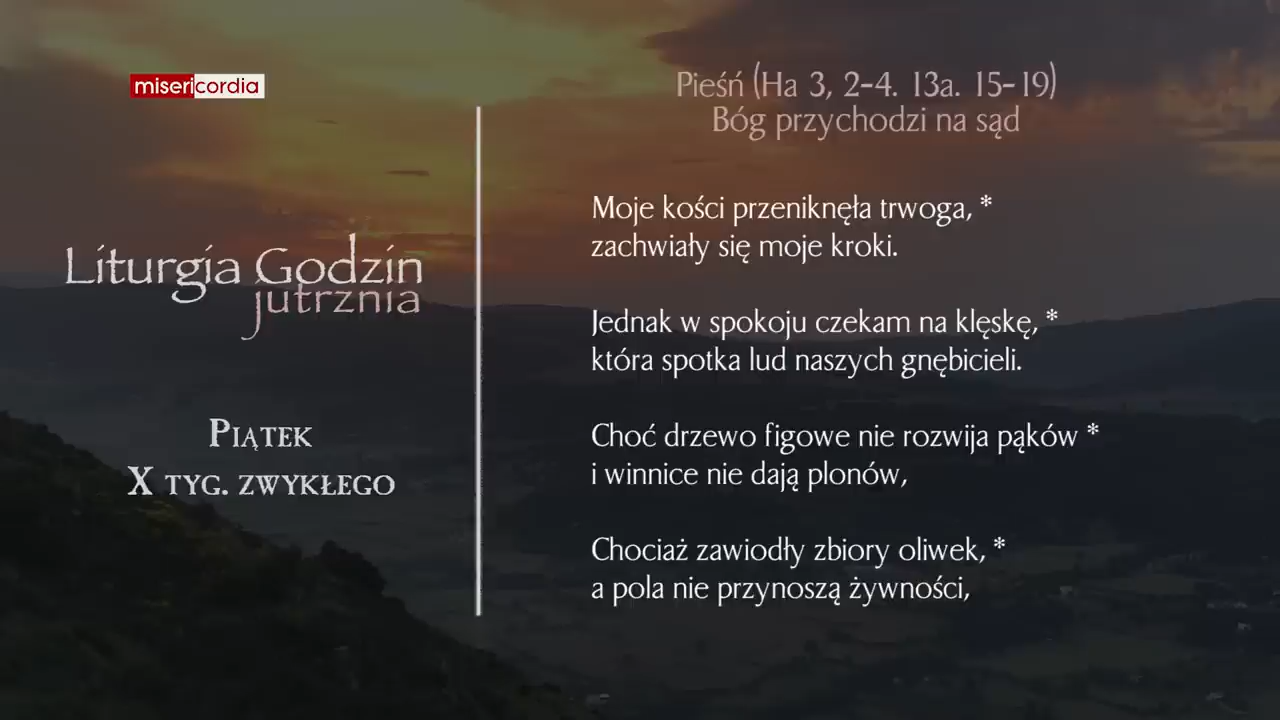 misericordia
Liturgia Godzin
jutrznia
Piątek
X tyg. zwykłego
Pieśń (Ha 3, 2-4. 13a. 15-19)
Bóg przychodzi na sąd
Moje kości przeniknęła trwoga, *
zachwiały się moje kroki.
Jednak w spokoju czekam na klęskę, *
która spotka lud naszych gnębicieli.
Choć drzewo figowe nie rozwija pąków *
i winnice nie dają plonów,
Chociaż zawiodły zbiory oliwek, *
a pola nie przynoszą żywności,